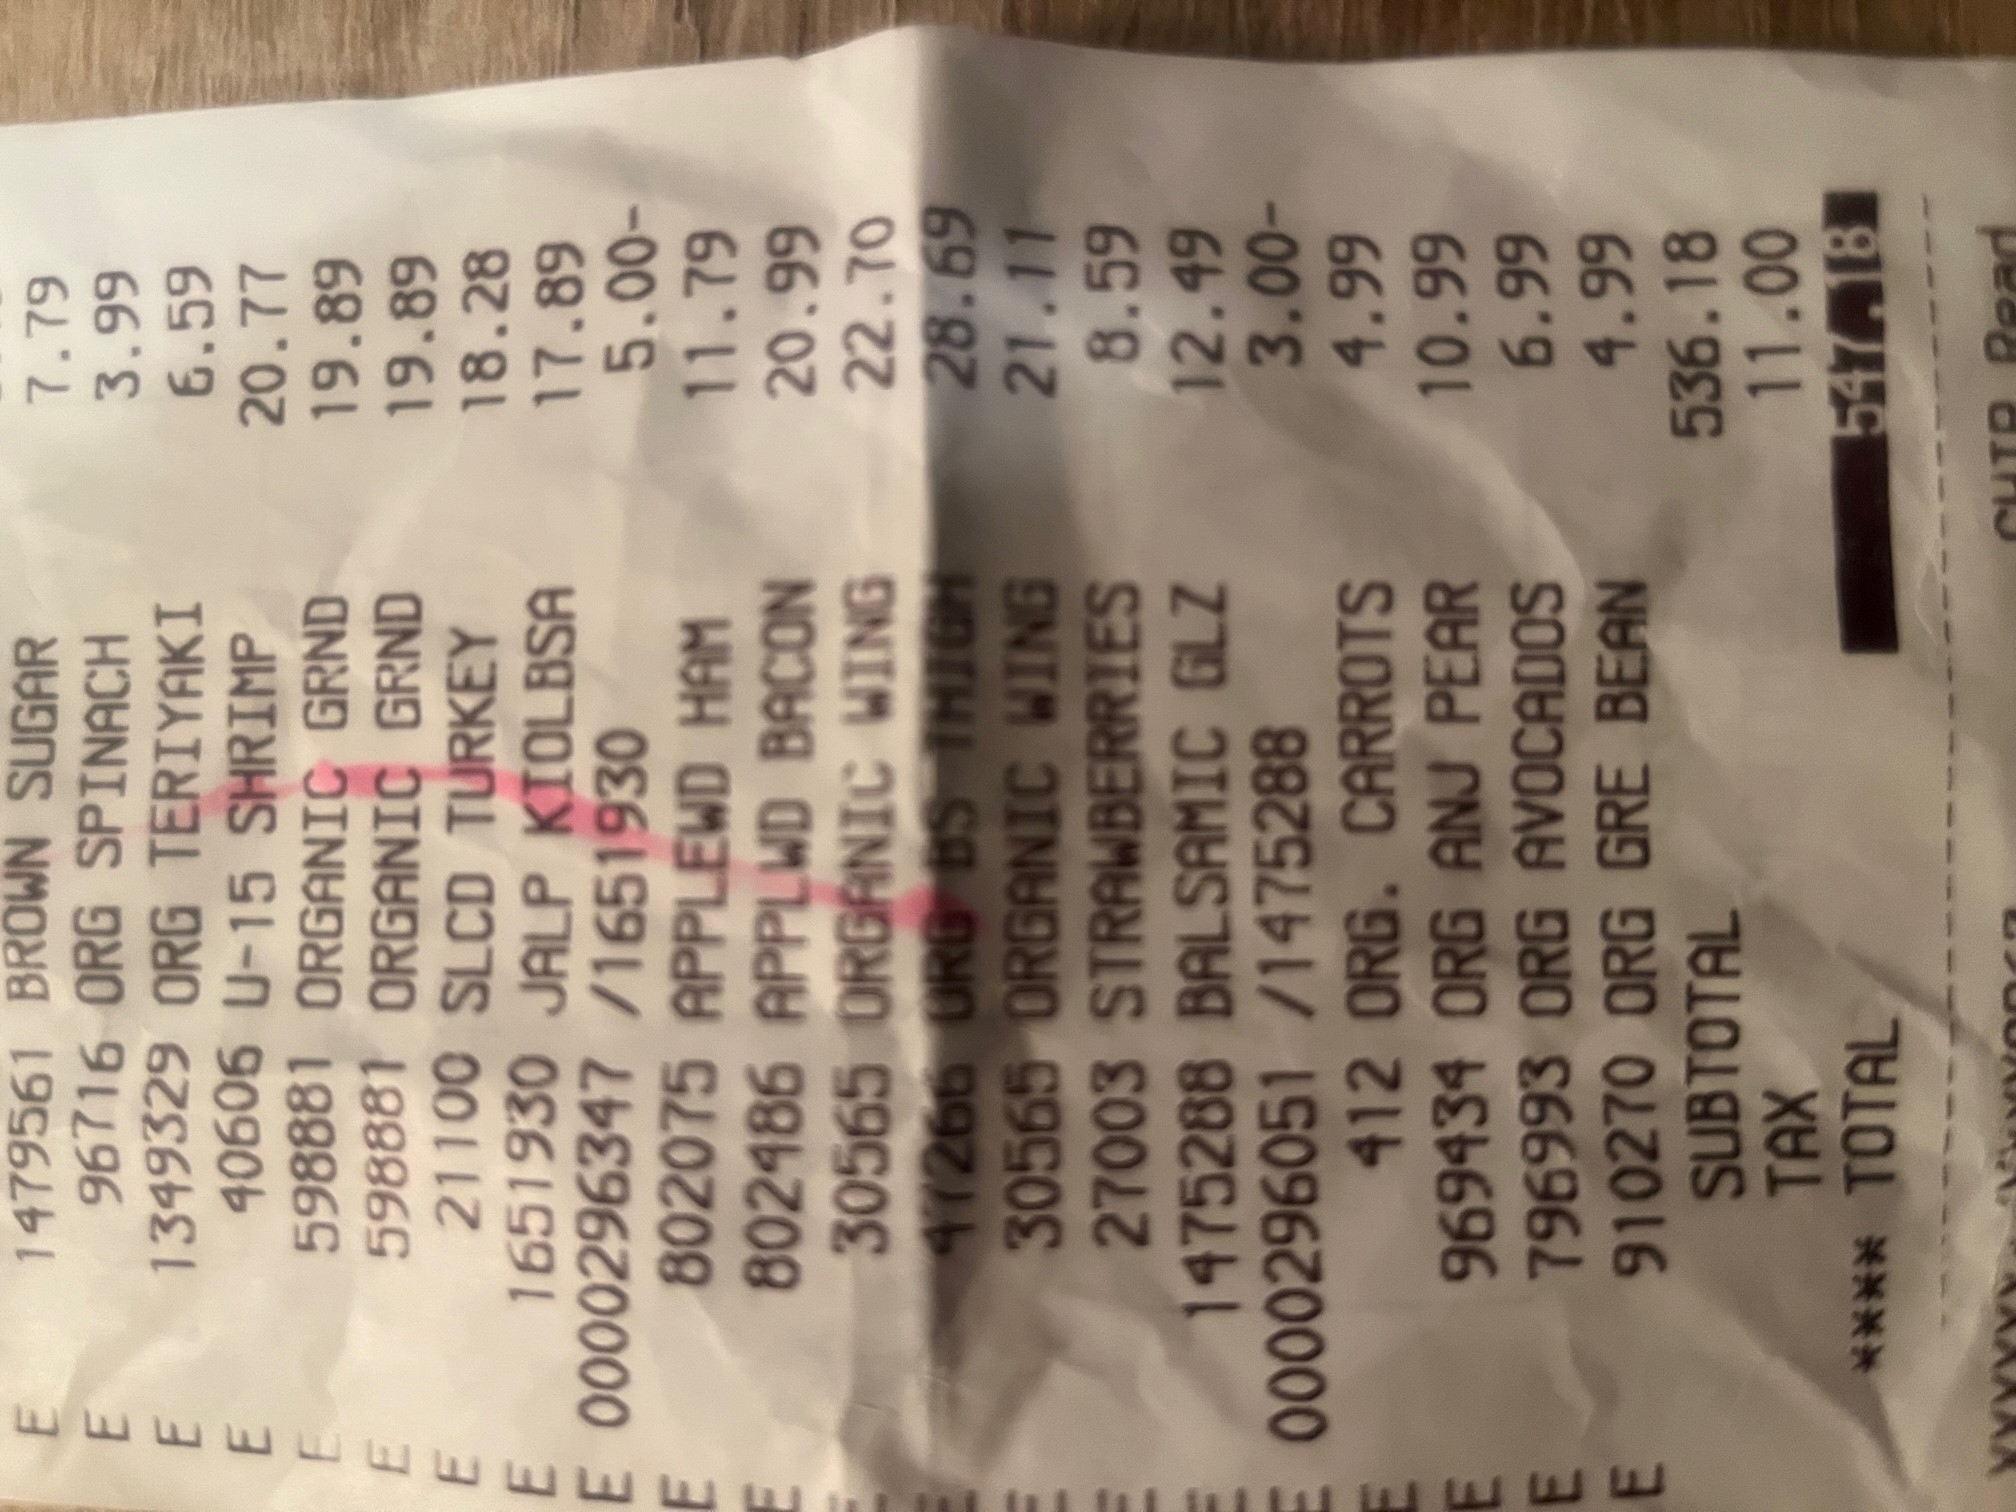 E 1479561 BROWN SUGAR 7.79
E 96716 ORG SPINACH 3.99
E 1349329 ORG TERIYAKI 6.59
E 40606 U-15 SHRIMP 20.77
E 598881 ORGANIC GRND 19.89
E 598881 ORGANIC GRND 19.89
E 21100 SLCD TURKEY 18.28
E 1651930 JALP KIOLBSA 17.89
E 0000296347 /1651930 5.00-
E 802075 APPLEWD HAM 11.79
E 802486 APPLWD BACON 20.99
E 30565 ORGANIC WING 22.70
E 47266 ORG BS THIGH 28.69
E 30565 ORGANIC WING 21.11
E 27003 STRAWBERRIES 8.59
E 1475288 BALSAMIC GLZ 12.49
E 0000296051 /1475288 3.00-
E 412 ORG. CARROTS 4.99
E 969434 ORG ANJ PEAR 10.99
E 796993 ORG AVOCADOS 6.99
E 910270 ORG GRE BEAN 4.99
SUBTOTAL 536.18
TAX 11.00
**** TOTAL 547.18
CHIP Read